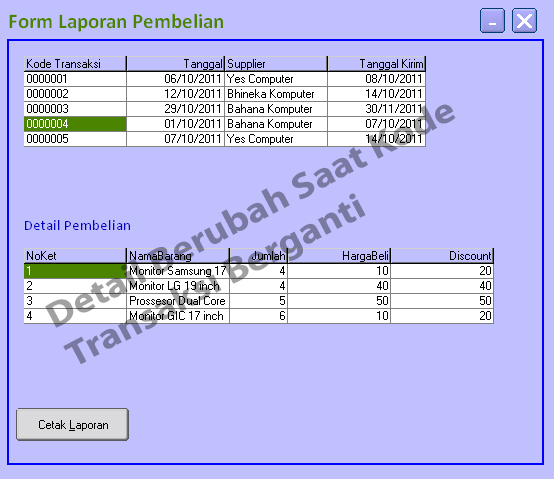 Form Laporan Pembelian
Kode Transaksi Tanggal Supplier Tanggal Kirim
0000001 06/10/2011 Yes Computer 08/10/2011
0000002 12/10/2011 Bhineka Komputer 14/10/2011
0000003 29/10/2011 Bahana Komputer 30/11/2011
0000004 01/10/2011 Bahana Komputer 07/10/2011
0000005 07/10/2011 Yes Computer 14/10/2011
Detail Berubah Saat Kode
Transaksi Berganti
Detail Pembelian
NoKet NamaBarang Jumlah HargaBeli Discount
1 Monitor Samsung 17 4 10 20
2 Monitor LG 19 inch 4 40 40
3 Prossesor Dual Core 5 50 50
4 Monitor GIC 17 inch 6 10 20
Cetak Laporan